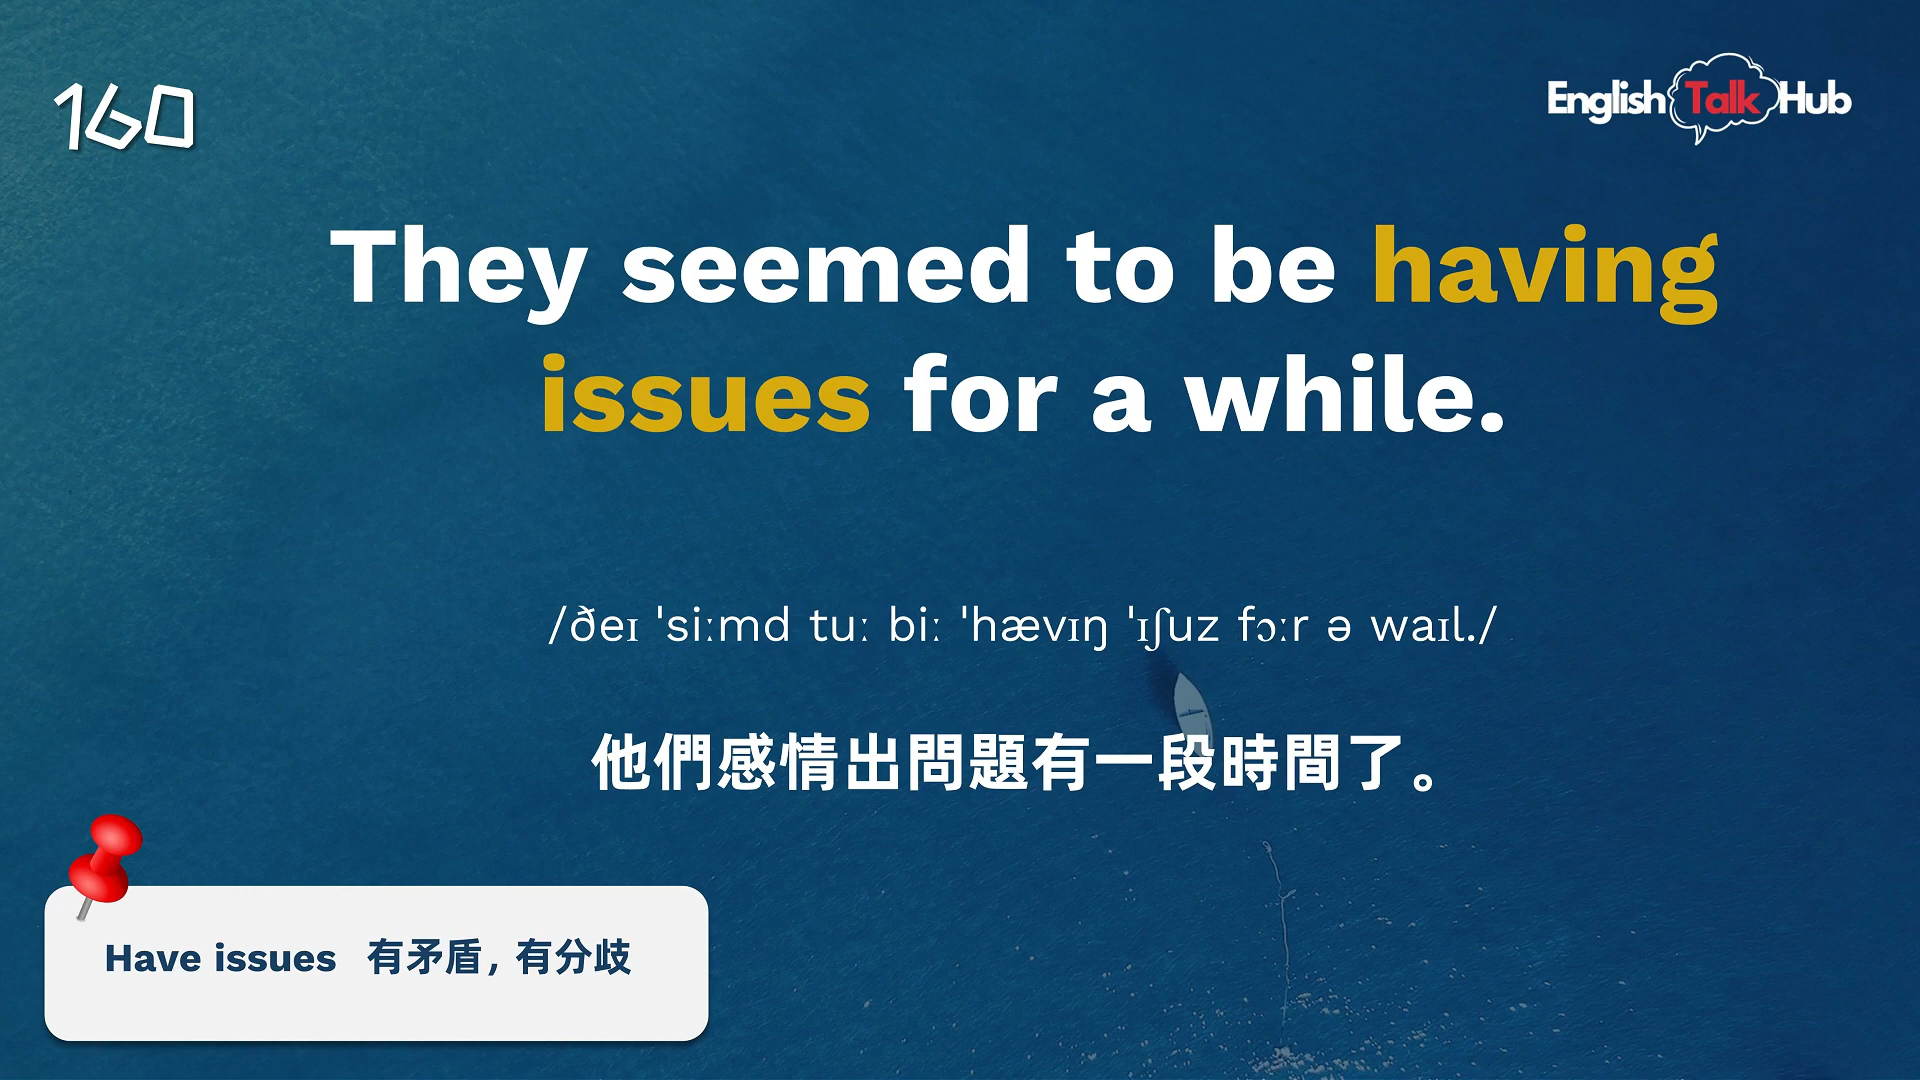 160
English Talk Hub
They seemed to be having
issues for a while.
/ðeɪ ˈsiːmd tuː biː ˈhævɪŋ ˈɪʃuz fɔːr ə waɪl./
他們感情出問題有一段時間了。
Have issues 有矛盾，有分歧